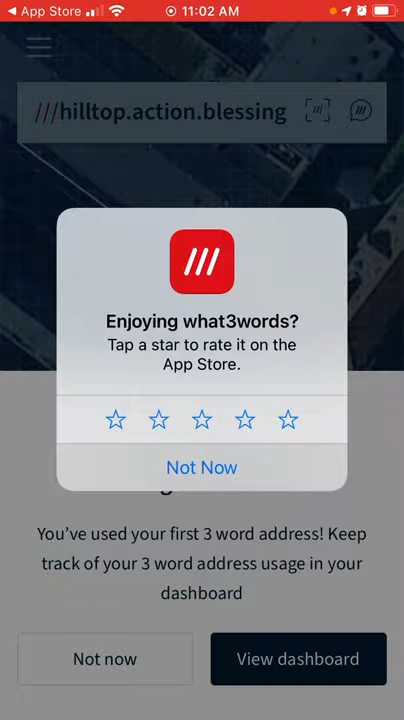 App Store
11:02 AM
///hilltop.action.blessing
Enjoying what3words?
Tap a star to rate it on the
App Store.
Not Now
You’ve used your first 3 word address! Keep
track of your 3 word address usage in your
dashboard
Not now
View dashboard